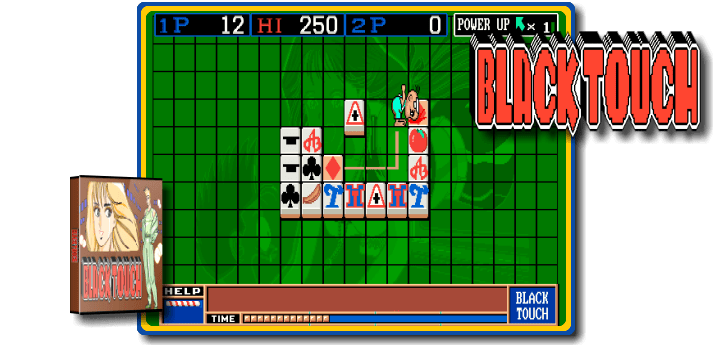 1P 12 HI 250 2P 0 POWER UP × 1
BLACK TOUCH
BLACK TOUCH
HELP
TIME
BLACK
TOUCH